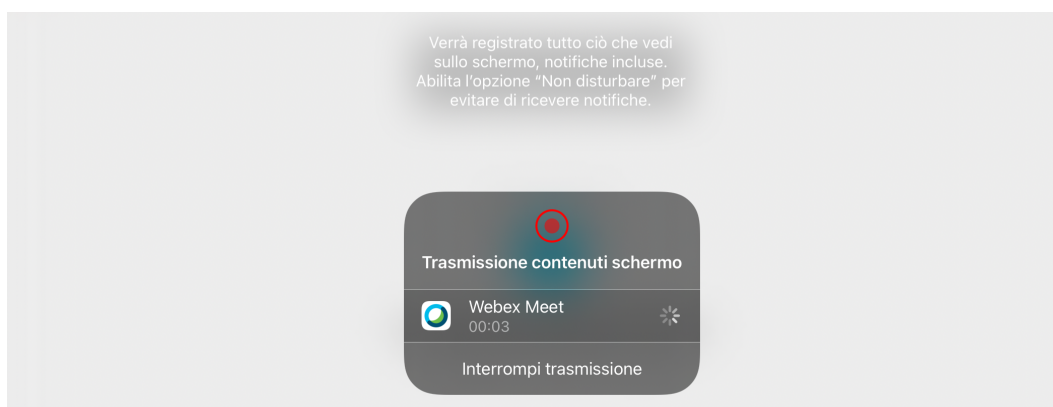 Verrà registrato tutto ciò che vedi
sullo schermo, notifiche incluse.
Abilita l'opzione “Non disturbare” per
evitare di ricevere notifiche.
Trasmissione contenuti schermo
Webex Meet
00:03
Interrompi trasmissione